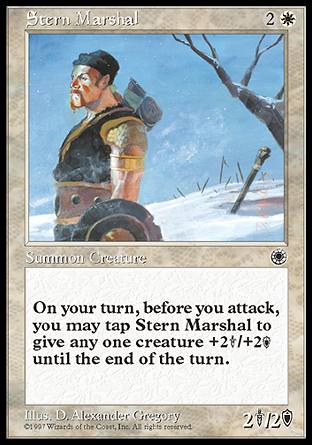 Stern Marshal 2
Summon Creature
On your turn, before you attack,
you may tap Stern Marshal to
give any one creature +2/+2
until the end of the turn.
Illus. D. Alexander Gregory
©1997 Wizards of the Coast, Inc. All rights reserved.
2/2